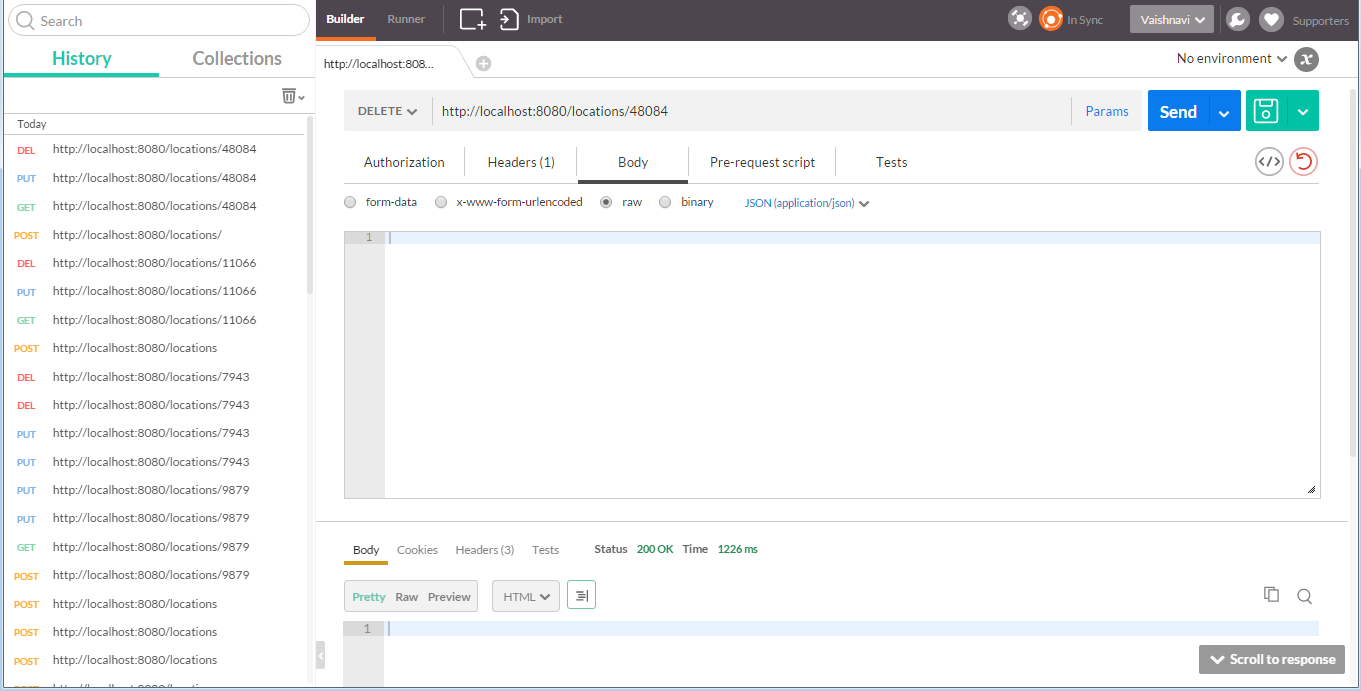 Search
History Collections
Today
DEL http://localhost:8080/locations/48084
PUT http://localhost:8080/locations/48084
GET http://localhost:8080/locations/48084
POST http://localhost:8080/locations/
DEL http://localhost:8080/locations/11066
PUT http://localhost:8080/locations/11066
GET http://localhost:8080/locations/11066
POST http://localhost:8080/locations
DEL http://localhost:8080/locations/7943
DEL http://localhost:8080/locations/7943
PUT http://localhost:8080/locations/7943
PUT http://localhost:8080/locations/7943
PUT http://localhost:8080/locations/9879
PUT http://localhost:8080/locations/9879
GET http://localhost:8080/locations/9879
POST http://localhost:8080/locations/9879
POST http://localhost:8080/locations
POST http://localhost:8080/locations
POST http://localhost:8080/locations
Builder Runner Import In Sync Vaishnavi Supporters
http://localhost:808... No environment
DELETE http://localhost:8080/locations/48084 Params Send
Authorization Headers (1) Body Pre-request script Tests
form-data x-www-form-urlencoded raw binary JSON (application/json)
1
Body Cookies Headers (3) Tests Status 200 OK Time 1226 ms
Pretty Raw Preview HTML
1
Scroll to response